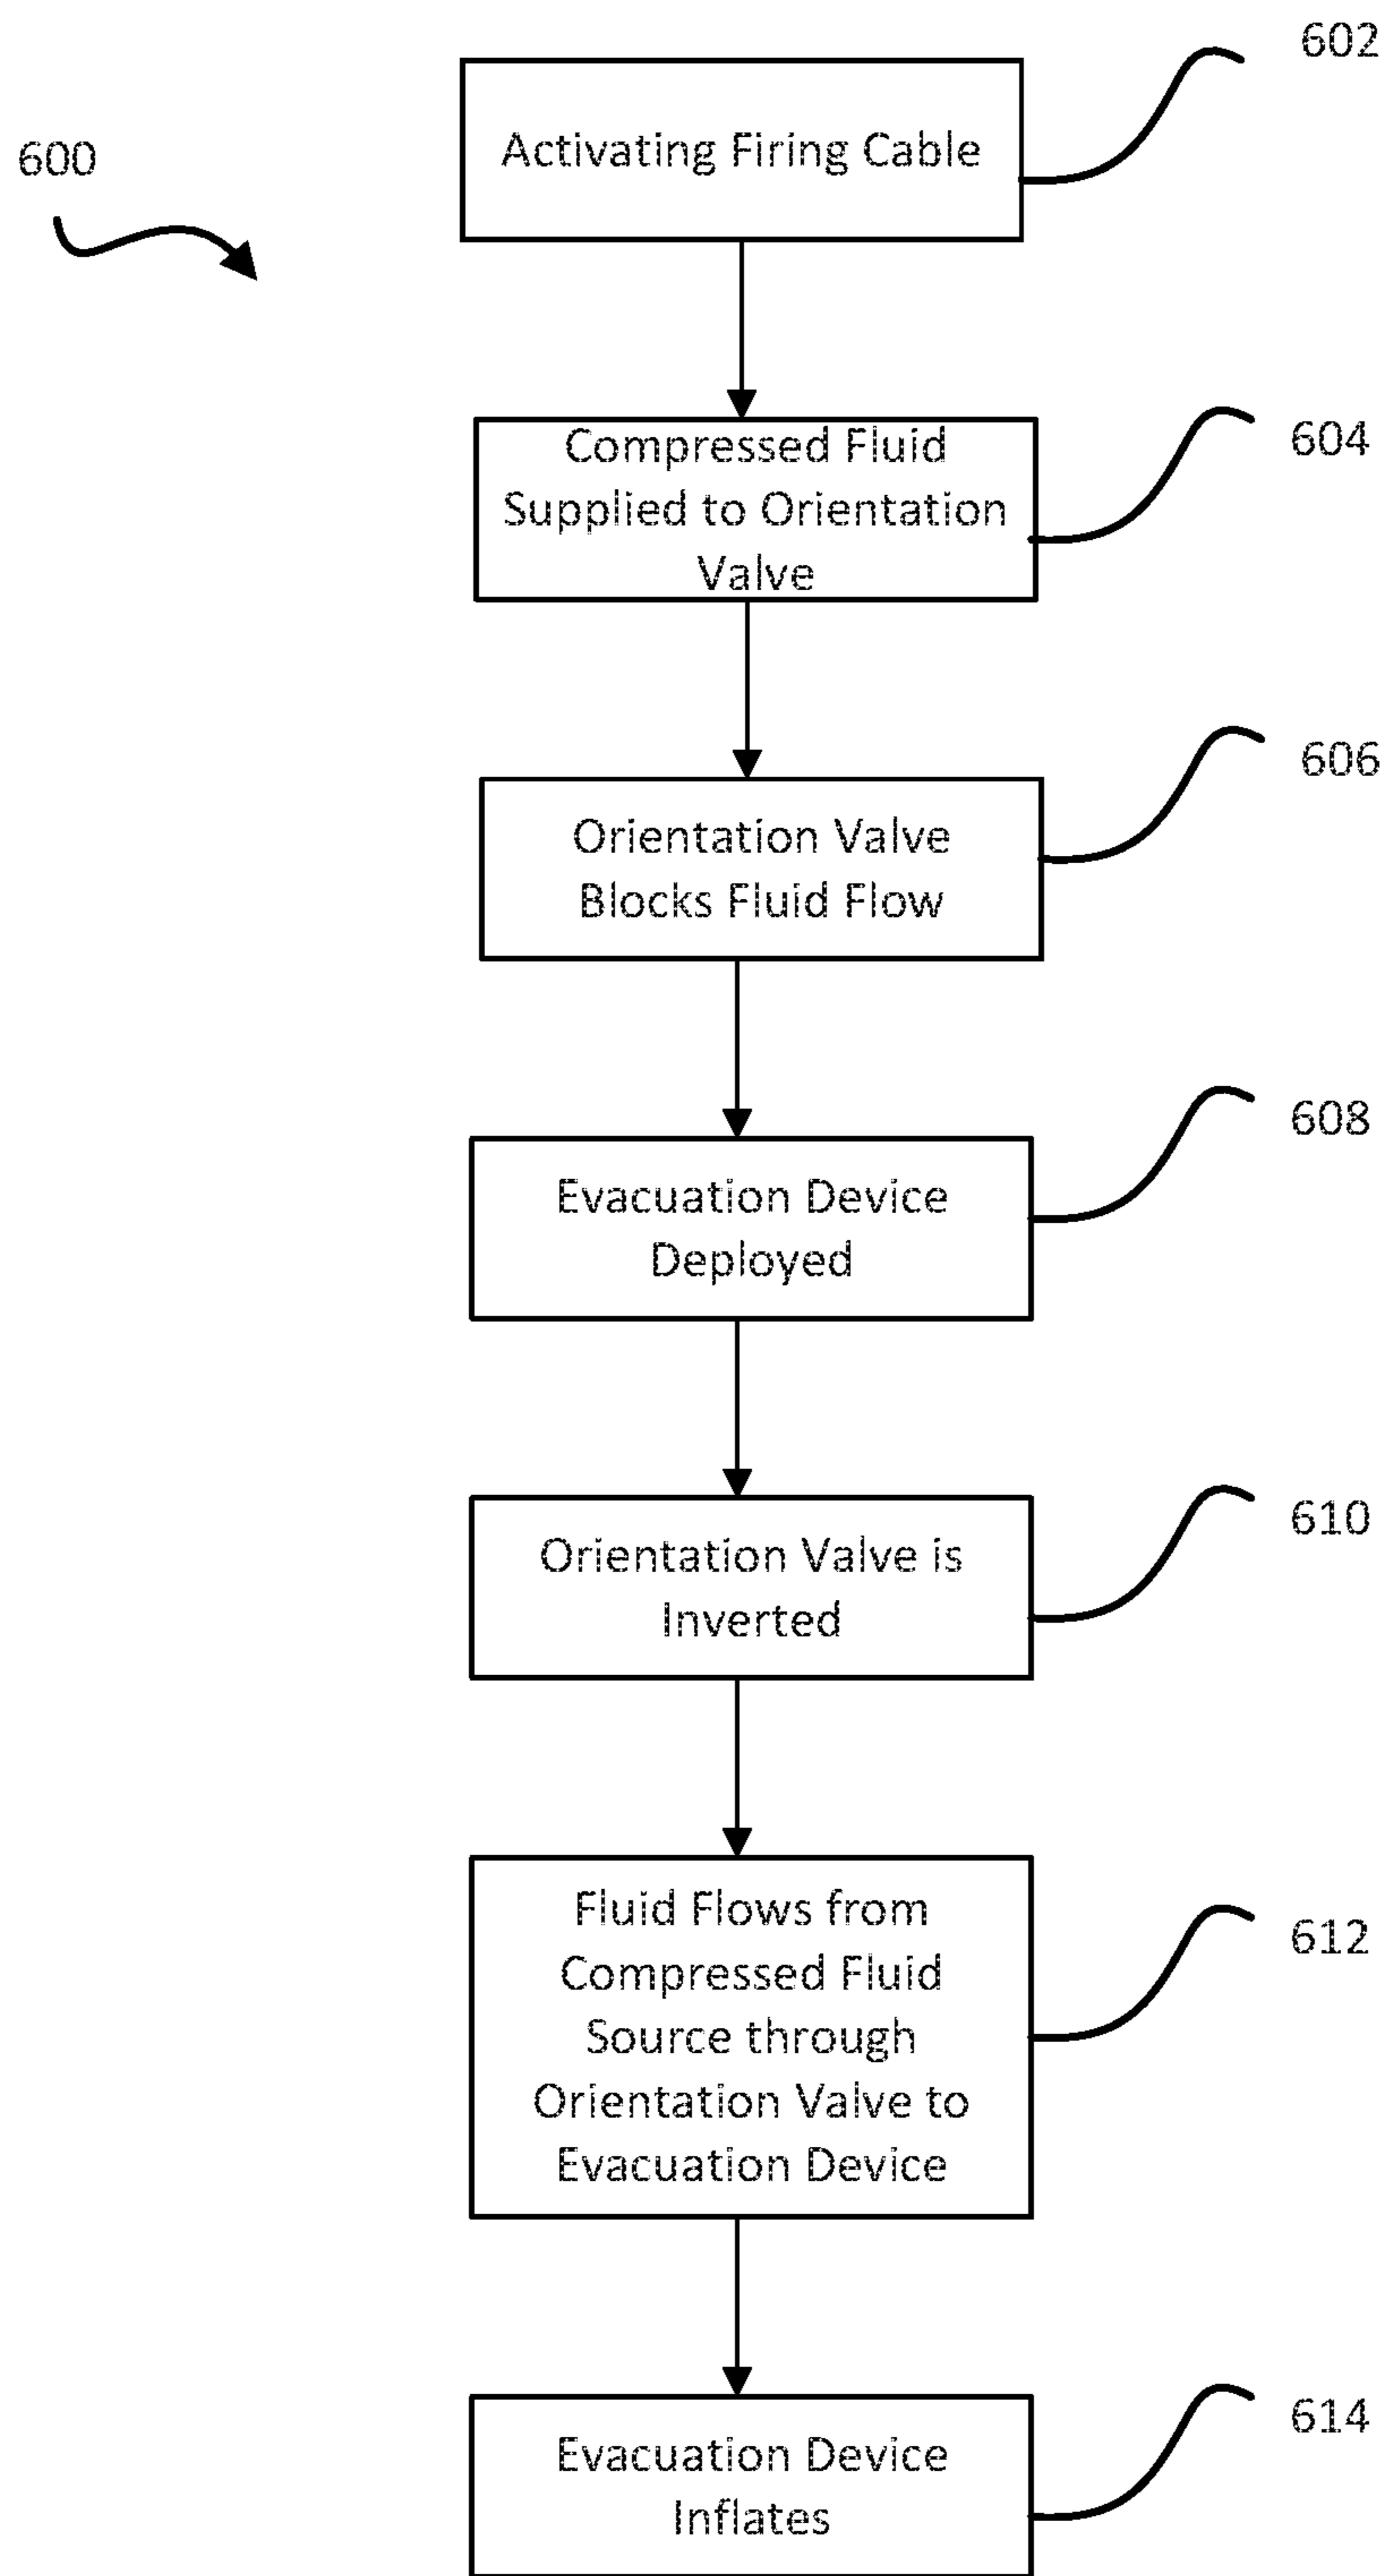 602
600
Activating Firing Cable
604
Compressed Fluid
Supplied to Orientation
Valve
606
Orientation Valve
Blocks Fluid Flow
608
Evacuation Device
Deployed
610
Orientation Valve is
Inverted
612
Fluid Flows from
Compressed Fluid
Source through
Orientation Valve to
Evacuation Device
614
Evacuation Device
Inflates